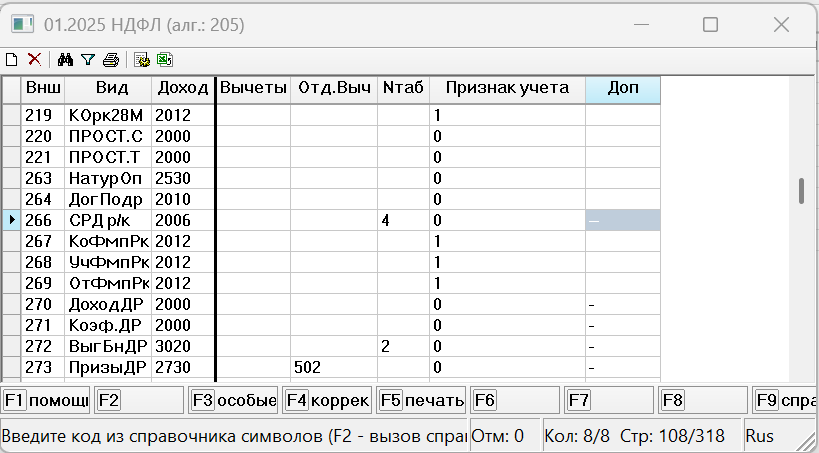 01.2025 НДФЛ (алг.: 205)
Внш Вид Доход Вычеты Отд.Выч Nтаб Признак учета Доп
219 КОрк28М 2012 1
220 ПРОСТ.С 2000 0
221 ПРОСТ.Т 2000 0
263 НатурОп 2530 0
264 ДогПодр 2010 0
266 СРД р/к 2006 4 0 -
267 КоФмпРк 2012 1
268 УчФмпРк 2012 1
269 ОтФмпРк 2012 1
270 ДоходДР 2000 0 -
271 Коэф.ДР 2000 0 -
272 ВыгБнДР 3020 2 0 -
273 ПризыДР 2730 502 0 -
F1 помощь F2 F3 особые F4 коррек F5 печать F6 F7 F8 F9 спра
Введите код из справочника символов (F2 - вызов спра Отм: 0 Кол: 8/8 Стр: 108/318 Rus